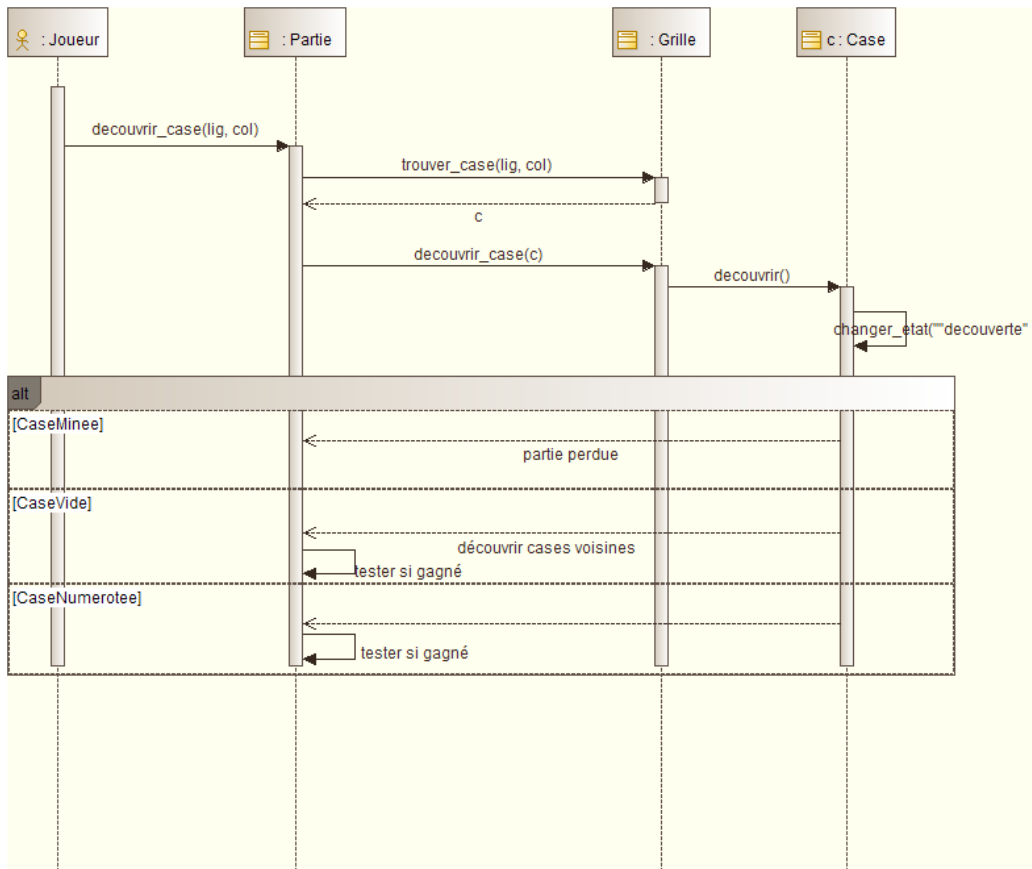 : Joueur
: Partie
: Grille
c : Case
decouvrir_case(lig, col)
trouver_case(lig, col)
c
decouvrir_case(c)
decouvrir()
changer_etat(""decouverte"
alt
[CaseMinee]
partie perdue
[CaseVide]
découvrir cases voisines
tester si gagné
[CaseNumerotee]
tester si gagné